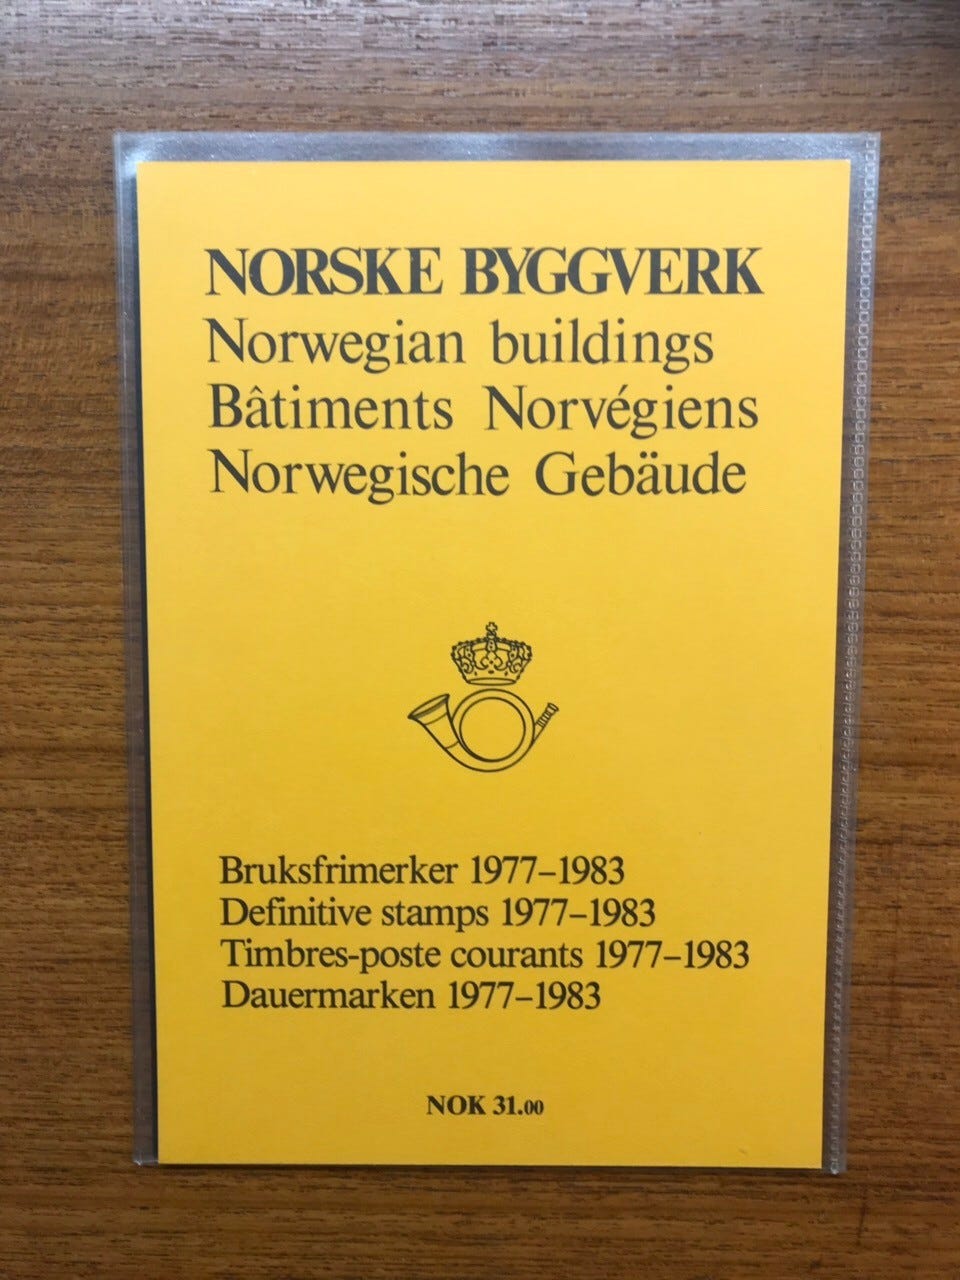 NORSKE BYGGVERK
Norwegian buildings
Bâtiments Norvégiens
Norwegische Gebäude
Bruksfrimerker 1977–1983
Definitive stamps 1977–1983
Timbres-poste courants 1977–1983
Dauermarken 1977–1983
NOK 31.00